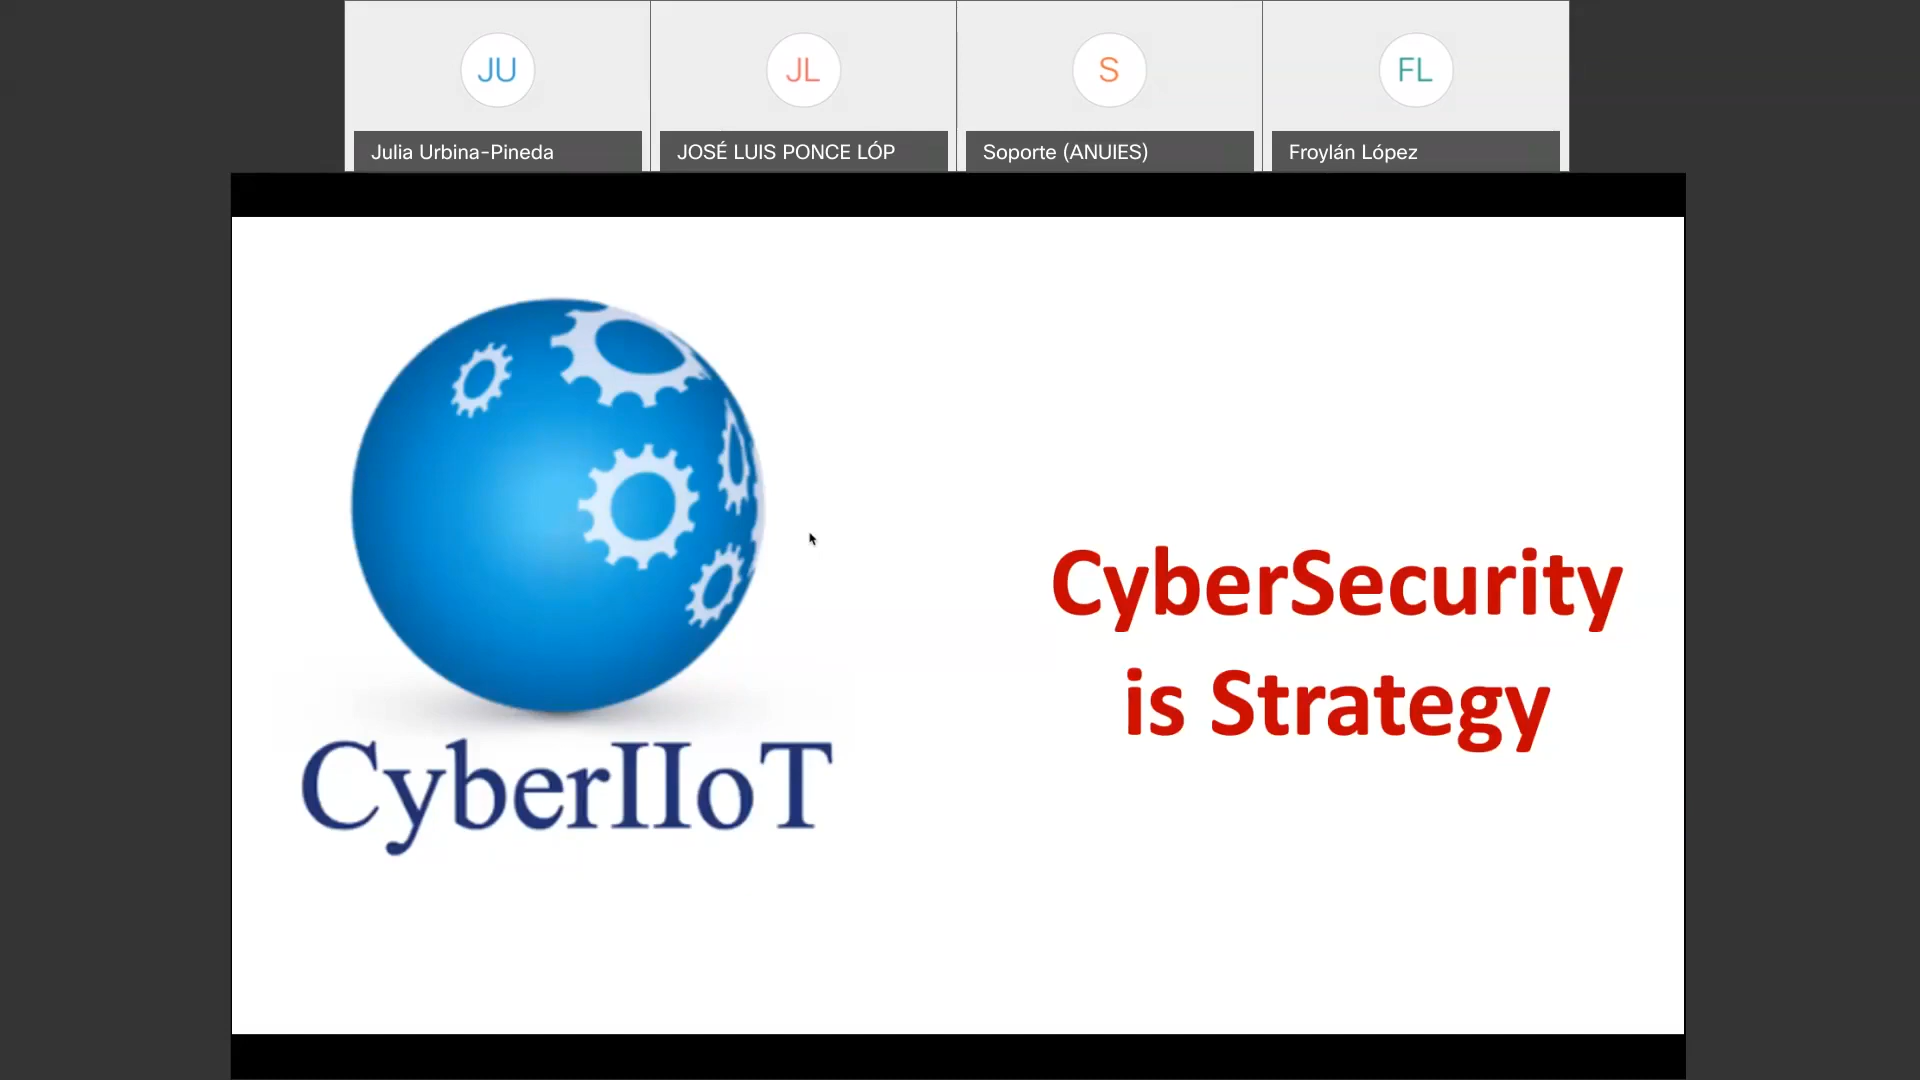 JU
JL
S
FL
Julia Urbina-Pineda
JOSÉ LUIS PONCE LÓP
Soporte (ANUIES)
Froylán López
CyberSecurity
is Strategy
CyberIIoT